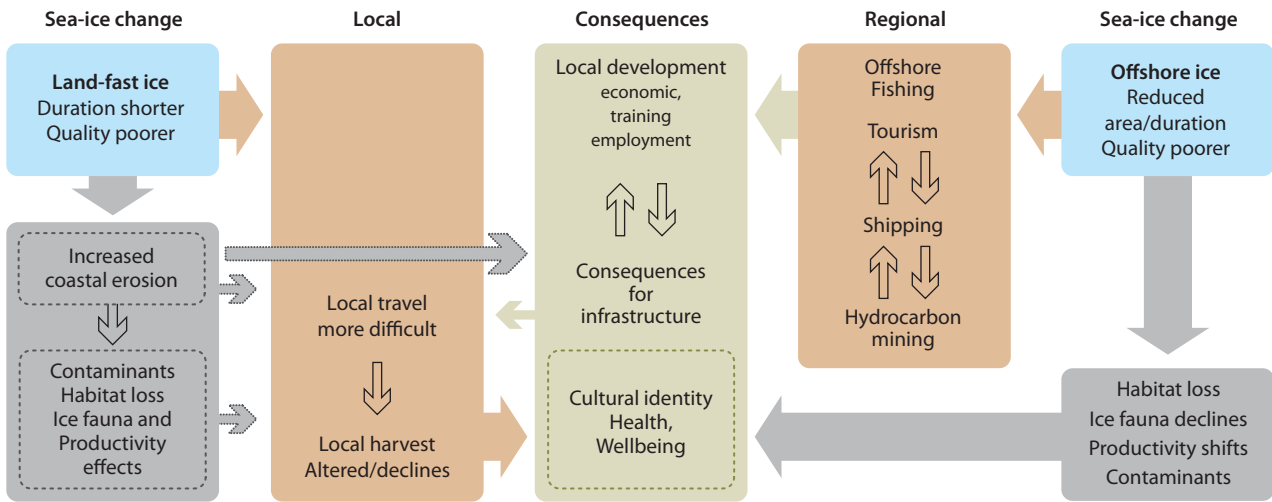 Sea-ice change
Local
Consequences
Regional
Sea-ice change
Land-fast ice
Duration shorter
Quality poorer
Increased
coastal erosion
Contaminants
Habitat loss
Ice fauna and
Productivity
effects
Local travel
more difficult
Local harvest
Altered/declines
Local development
economic,
training
employment
Consequences
for
infrastructure
Cultural identity
Health,
Wellbeing
Offshore
Fishing
Tourism
Shipping
Hydrocarbon
mining
Offshore ice
Reduced
area/duration
Quality poorer
Habitat loss
Ice fauna declines
Productivity shifts
Contaminants